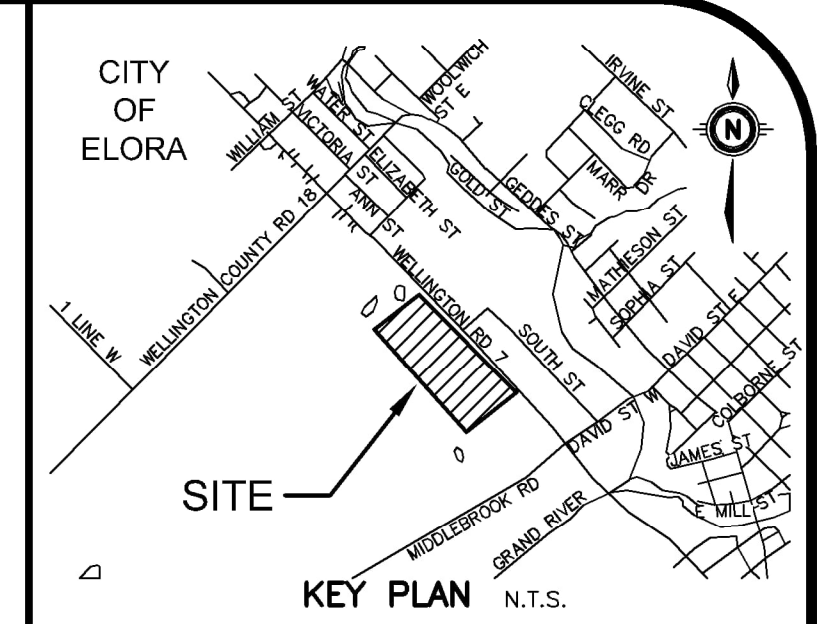 CITY
OF
ELORA
N
WOOLWICH
ST E
IRVINE ST
WATER ST
CLEGG RD
WILLIAM ST
VICTORIA ST
ELIZABETH ST
MARR DR
GOLD ST
GEDDES ST
ANN ST
MATHIESON ST
WELLINGTON COUNTY RD 18
WELLINGTON RD 7
SOPHIA ST
1 LINE W
SOUTH ST
DAVID ST E
COLBORNE ST
DAVID ST W
JAMES ST
SITE
MIDDLEBROOK RD
GRAND RIVER
E MILL ST
KEY PLAN N.T.S.